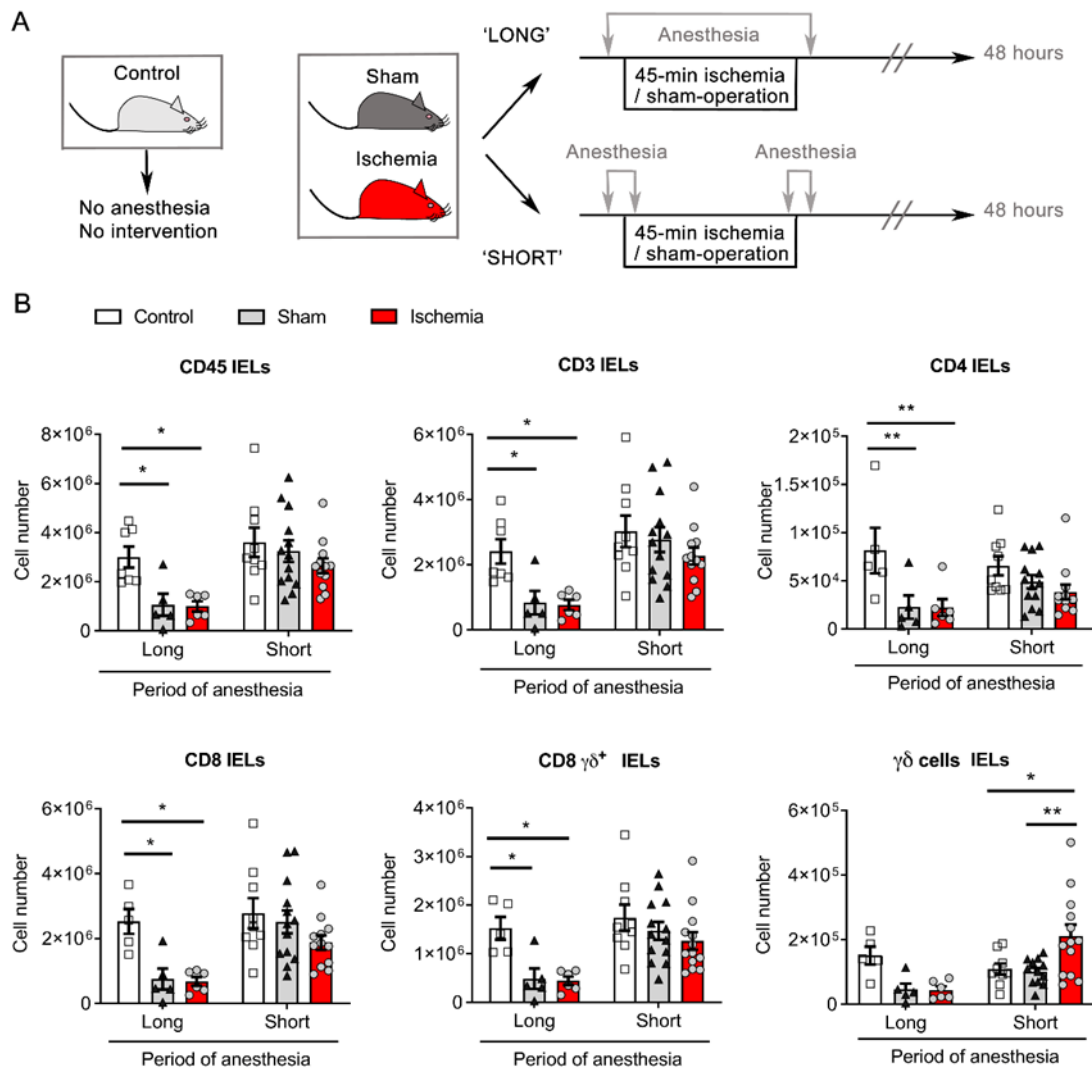 A
Control
No anesthesia
No intervention
Sham
Ischemia
'LONG'
Anesthesia
45-min ischemia
/ sham-operation
48 hours
Anesthesia
Anesthesia
45-min ischemia
/ sham-operation
48 hours
'SHORT'
B
Control Sham Ischemia
CD45 IELs
8×10⁶
6×10⁶
4×10⁶
2×10⁶
0
Cell number
*
*
Long Short
Period of anesthesia
CD3 IELs
6×10⁶
4×10⁶
2×10⁶
0
Cell number
*
*
Long Short
Period of anesthesia
CD4 IELs
2×10⁵
1×10⁵
5×10⁴
0
Cell number
**
**
Long Short
Period of anesthesia
CD8 IELs
6×10⁶
4×10⁶
2×10⁶
0
Cell number
*
*
Long Short
Period of anesthesia
CD8 γδ⁺ IELs
4×10⁶
3×10⁶
2×10⁶
1×10⁶
0
Cell number
*
*
Long Short
Period of anesthesia
γδ cells IELs
6×10⁵
4×10⁵
2×10⁵
0
Cell number
*
**
Long Short
Period of anesthesia